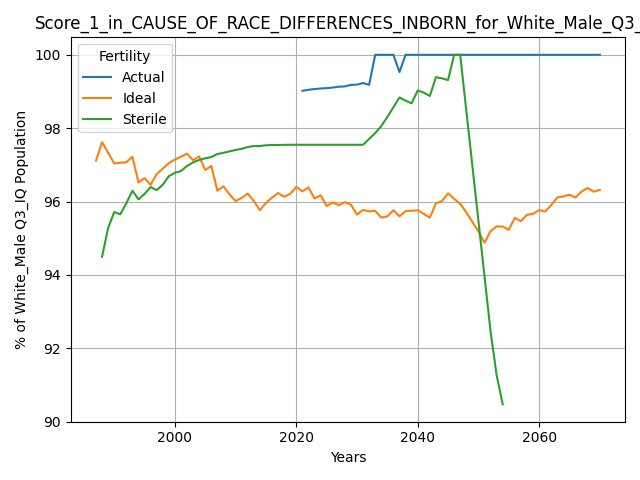 Score_1_in_CAUSE_OF_RACE_DIFFERENCES_INBORN_for_White_Male_Q3_
Fertility
Actual
Ideal
Sterile
% of White_Male Q3_IQ Population
100
98
96
94
92
90
2000
2020
2040
2060
Years